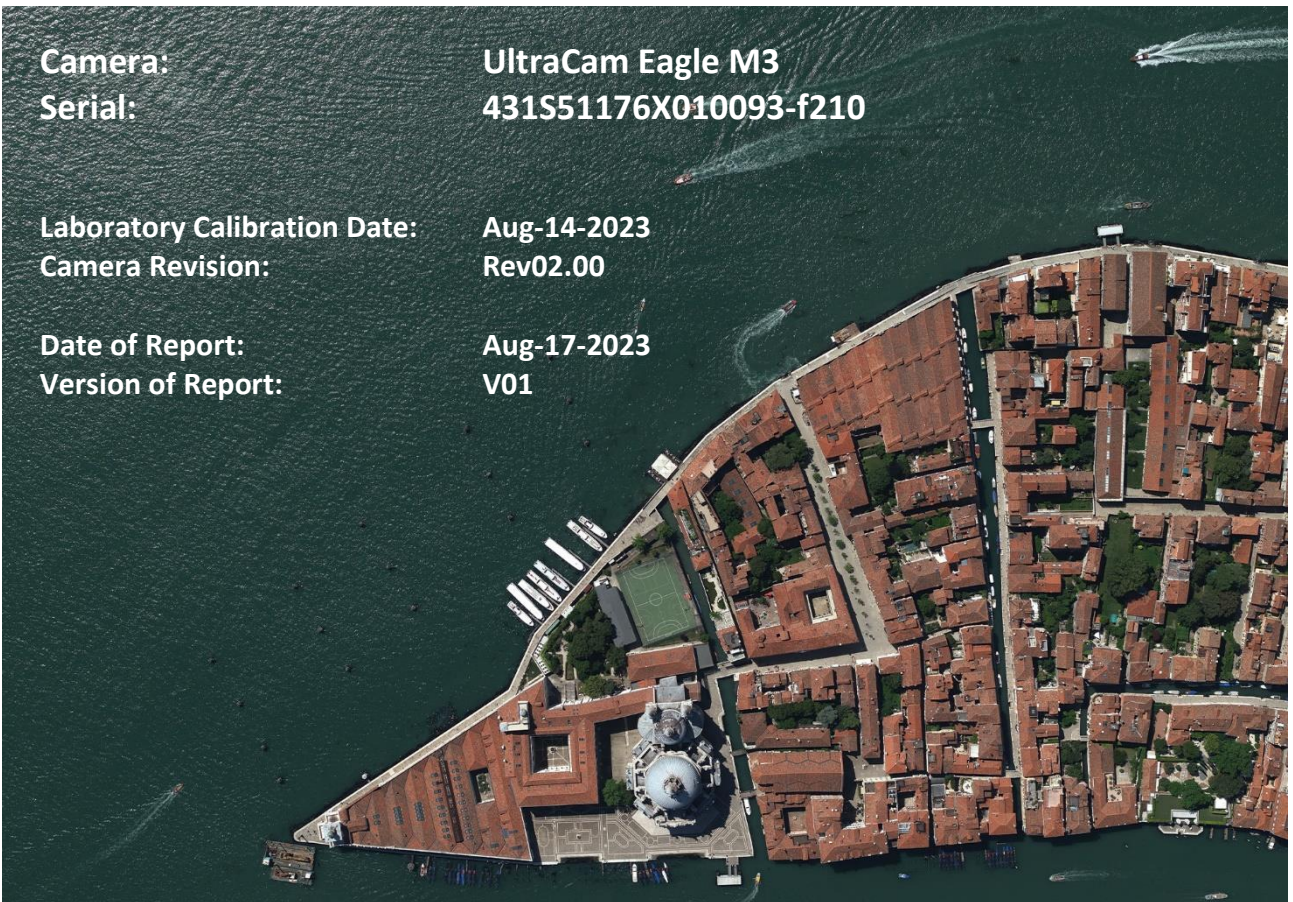 Camera: UltraCam Eagle M3
Serial: 431S51176X010093-f210
Laboratory Calibration Date: Aug-14-2023
Camera Revision: Rev02.00
Date of Report: Aug-17-2023
Version of Report: V01